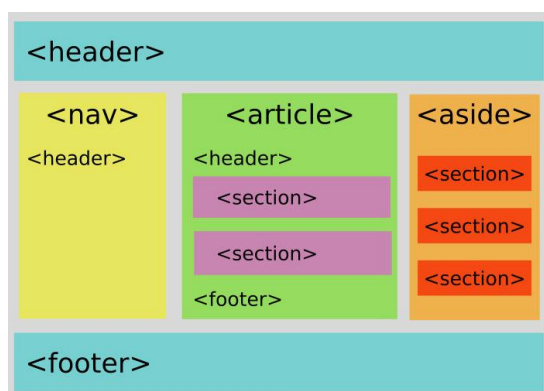 <header>
<nav>
<header>
<article>
<header>
<section>
<section>
<footer>
<aside>
<section>
<section>
<section>
<footer>